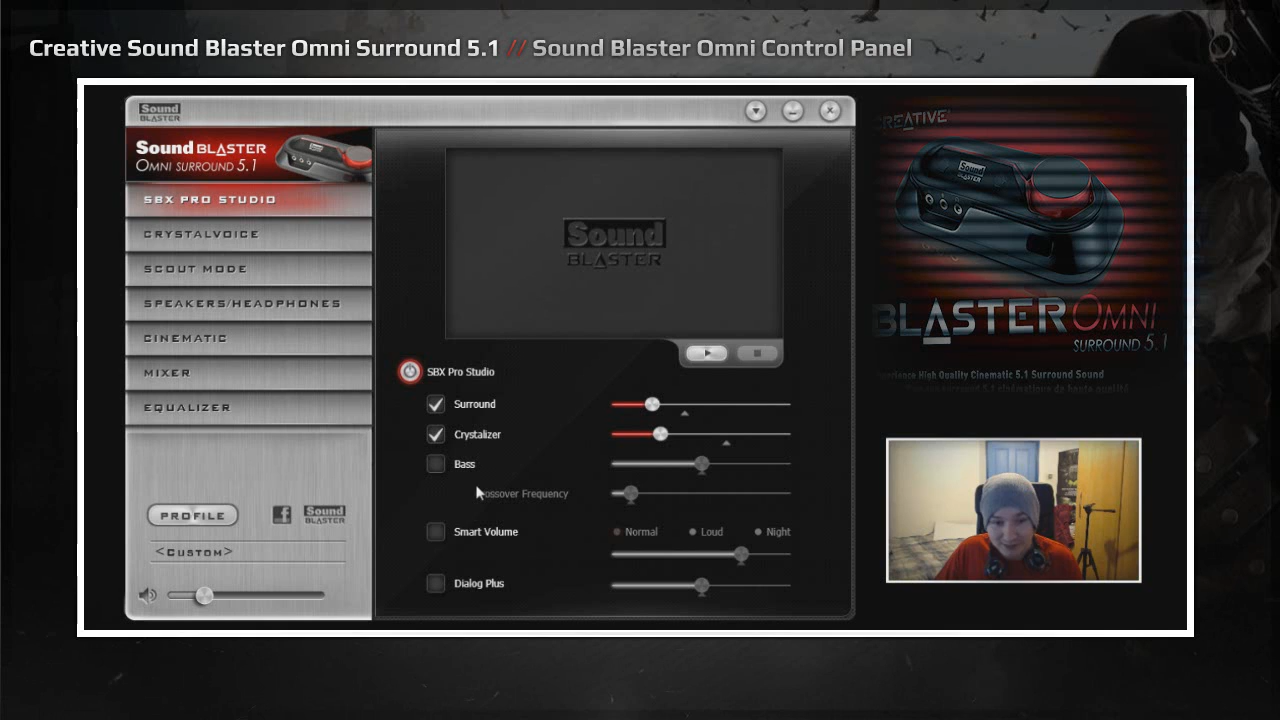 Creative Sound Blaster Omni Surround 5.1 // Sound Blaster Omni Control Panel
Sound
BLASTER
Sound BLASTER
OMNI SURROUND 5.1
SBX PRO STUDIO
CRYSTALVOICE
SCOUT MODE
SPEAKERS/HEADPHONES
CINEMATIC
MIXER
EQUALIZER
PROFILE
f
Sound
BLASTER
<CUSTOM>
Sound
BLASTER
SBX Pro Studio
Surround
Crystalizer
Bass
ossover Frequency
Smart Volume
Normal
Loud
Night
Dialog Plus
CREATIVE
Sound
BLASTER
BLASTER OMNI
SURROUND 5.1
erience High Quality Cinematic 5.1 Surround Sound